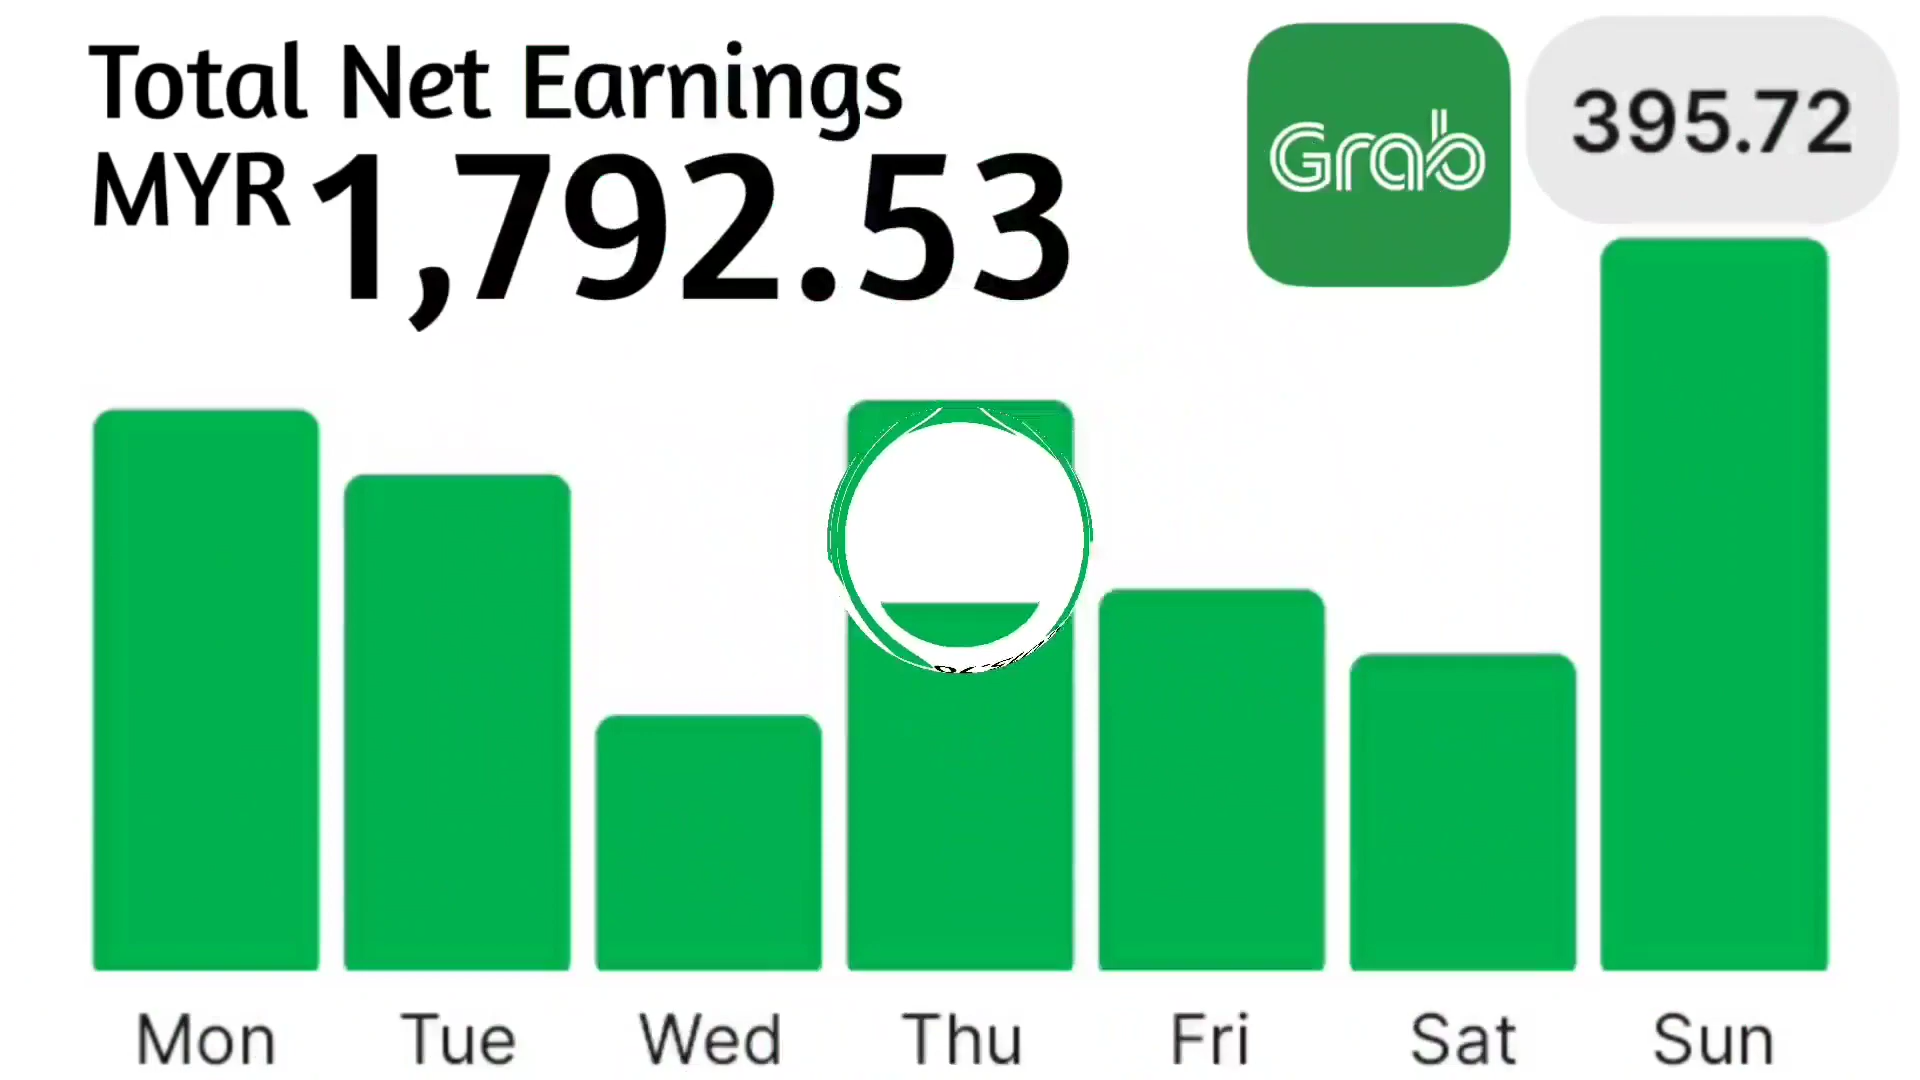 Total Net Earnings
MYR 1,792.53
Grab
395.72
Mon Tue Wed Thu Fri Sat Sun